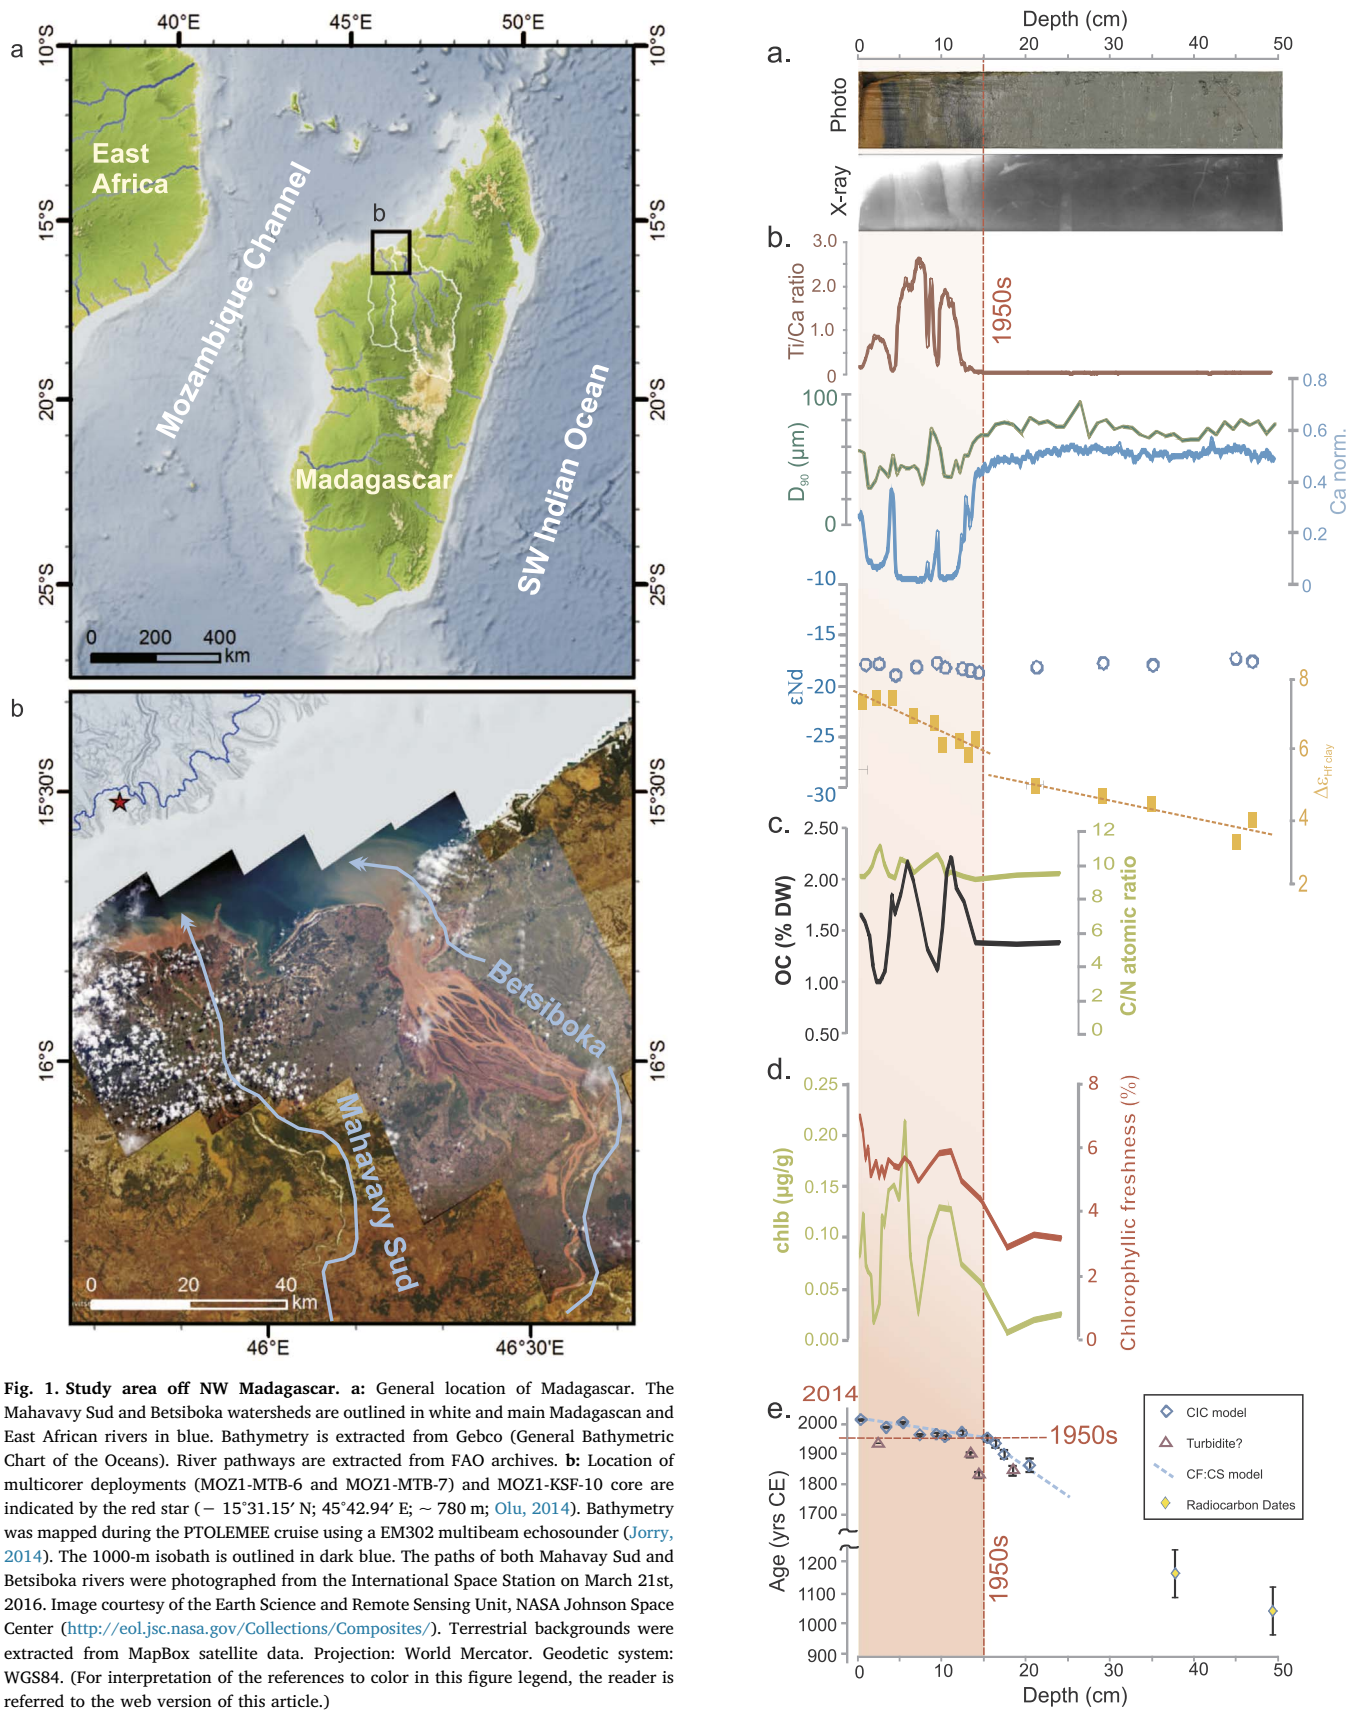 a
40°E
45°E
50°E
10°S
10°S
East
Africa
15°S
15°S
b
Mozambique Channel
20°S
20°S
Madagascar
SW Indian Ocean
25°S
25°S
0 200 400
km
b
15°30'S
15°30'S
Betsiboka
16°S
16°S
Mahavavy Sud
0 20 40
km
46°E
46°30'E
Fig. 1. Study area off NW Madagascar. a: General location of Madagascar. The
Mahavavy Sud and Betsiboka watersheds are outlined in white and main Madagascan and
East African rivers in blue. Bathymetry is extracted from Gebco (General Bathymetric
Chart of the Oceans). River pathways are extracted from FAO archives. b: Location of
multicorer deployments (MOZ1-MTB-6 and MOZ1-MTB-7) and MOZ1-KSF-10 core are
indicated by the red star (− 15°31.15′ N; 45°42.94′ E; ~ 780 m; Olu, 2014). Bathymetry
was mapped during the PTOLEMEE cruise using a EM302 multibeam echosounder (Jorry,
2014). The 1000-m isobath is outlined in dark blue. The paths of both Mahavay Sud and
Betsiboka rivers were photographed from the International Space Station on March 21st,
2016. Image courtesy of the Earth Science and Remote Sensing Unit, NASA Johnson Space
Center (http://eol.jsc.nasa.gov/Collections/Composites/). Terrestrial backgrounds were
extracted from MapBox satellite data. Projection: World Mercator. Geodetic system:
WGS84. (For interpretation of the references to color in this figure legend, the reader is
referred to the web version of this article.)
Depth (cm)
a.
0 10 20 30 40 50
Photo
X-ray
b.
3.0
2.0
1.0
0
Ti/Ca ratio
1950s
100
0
D90 (µm)
0.8
0.6
0.4
0.2
0
Ca norm.
-10
-15
-20
-25
-30
εNd
8
6
4
2
ΔεHf clay
c.
2.50
2.00
1.50
1.00
0.50
OC (% DW)
12
10
8
6
4
2
0
C/N atomic ratio
d.
0.25
0.20
0.15
0.10
0.05
0.00
chlb (µg/g)
8
6
4
2
0
Chlorophyllic freshness (%)
2014
e.
2000
1900
1800
1700
1200
1100
1000
900
Age (yrs CE)
1950s
1950s
CIC model
Turbidite?
CF:CS model
Radiocarbon Dates
0 10 20 30 40 50
Depth (cm)